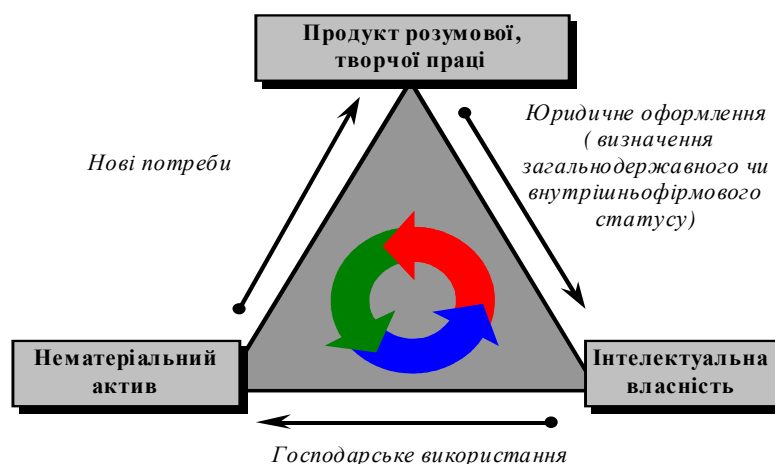 Продукт розумової,
творчої праці
Юридичне оформлення
( визначення
загальнодержавного чи
внутрішньофірмового
статусу)
Нові потреби
Нематеріальний
актив
Інтелектуальна
власність
Господарське використання